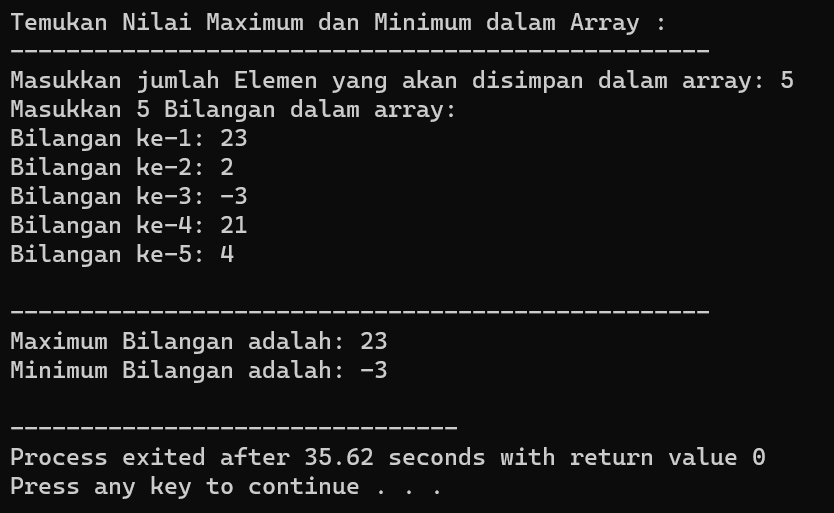 Temukan Nilai Maximum dan Minimum dalam Array :
--------------------------------------------------
Masukkan jumlah Elemen yang akan disimpan dalam array: 5
Masukkan 5 Bilangan dalam array:
Bilangan ke-1: 23
Bilangan ke-2: 2
Bilangan ke-3: -3
Bilangan ke-4: 21
Bilangan ke-5: 4
--------------------------------------------------
Maximum Bilangan adalah: 23
Minimum Bilangan adalah: -3
--------------------------------
Process exited after 35.62 seconds with return value 0
Press any key to continue . . .